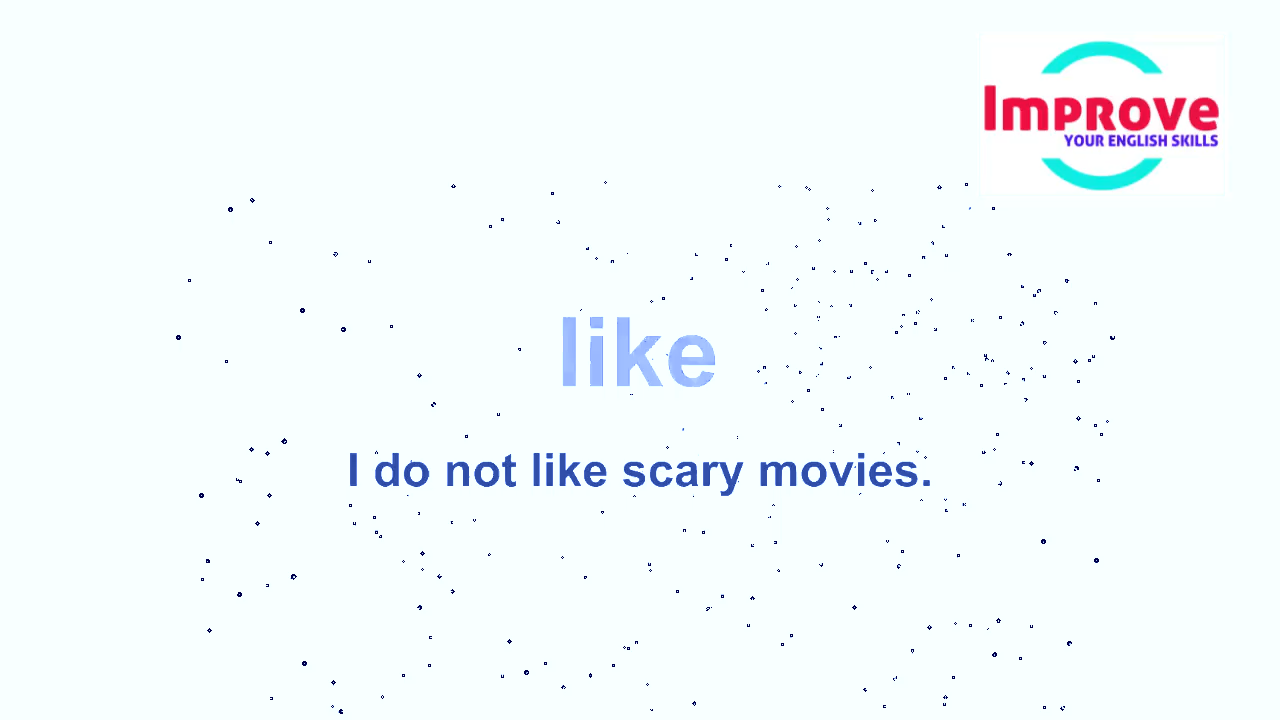 Improve
YOUR ENGLISH SKILLS
like
I do not like scary movies.